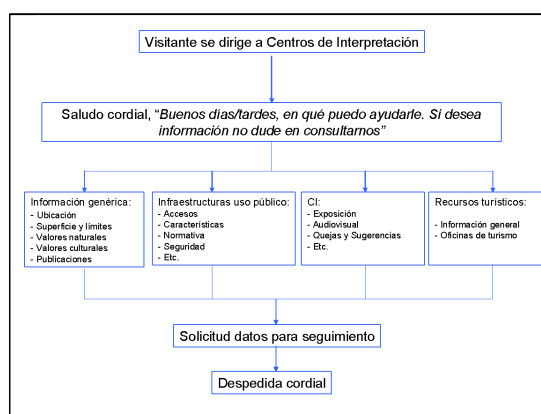 Visitante se dirige a Centros de Interpretación
Saludo cordial, “Buenos días/tardes, en qué puedo ayudarle. Si desea
información no dude en consultarnos”
Información genérica:
- Ubicación
- Superficie y límites
- Valores naturales
- Valores culturales
- Publicaciones
Infraestructuras uso público:
- Accesos
- Características
- Normativa
- Seguridad
- Etc.
CI:
- Exposición
- Audiovisual
- Quejas y Sugerencias
- Etc.
Recursos turísticos:
- Información general
- Oficinas de turismo
Solicitud datos para seguimiento
Despedida cordial